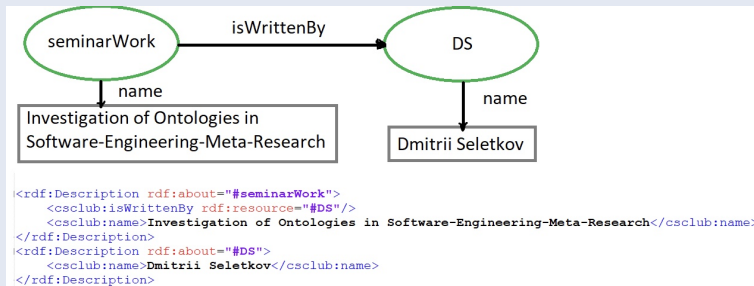 isWrittenBy
seminarWork
DS
name
name
Investigation of Ontologies in
Software-Engineering-Meta-Research
Dmitrii Seletkov
<rdf:Description rdf:about="#seminarWork">
    <csclub:isWrittenBy rdf:resource="#DS"/>
    <csclub:name>Investigation of Ontologies in Software-Engineering-Meta-Research</csclub:name>
</rdf:Description>
<rdf:Description rdf:about="#DS">
    <csclub:name>Dmitrii Seletkov</csclub:name>
</rdf:Description>